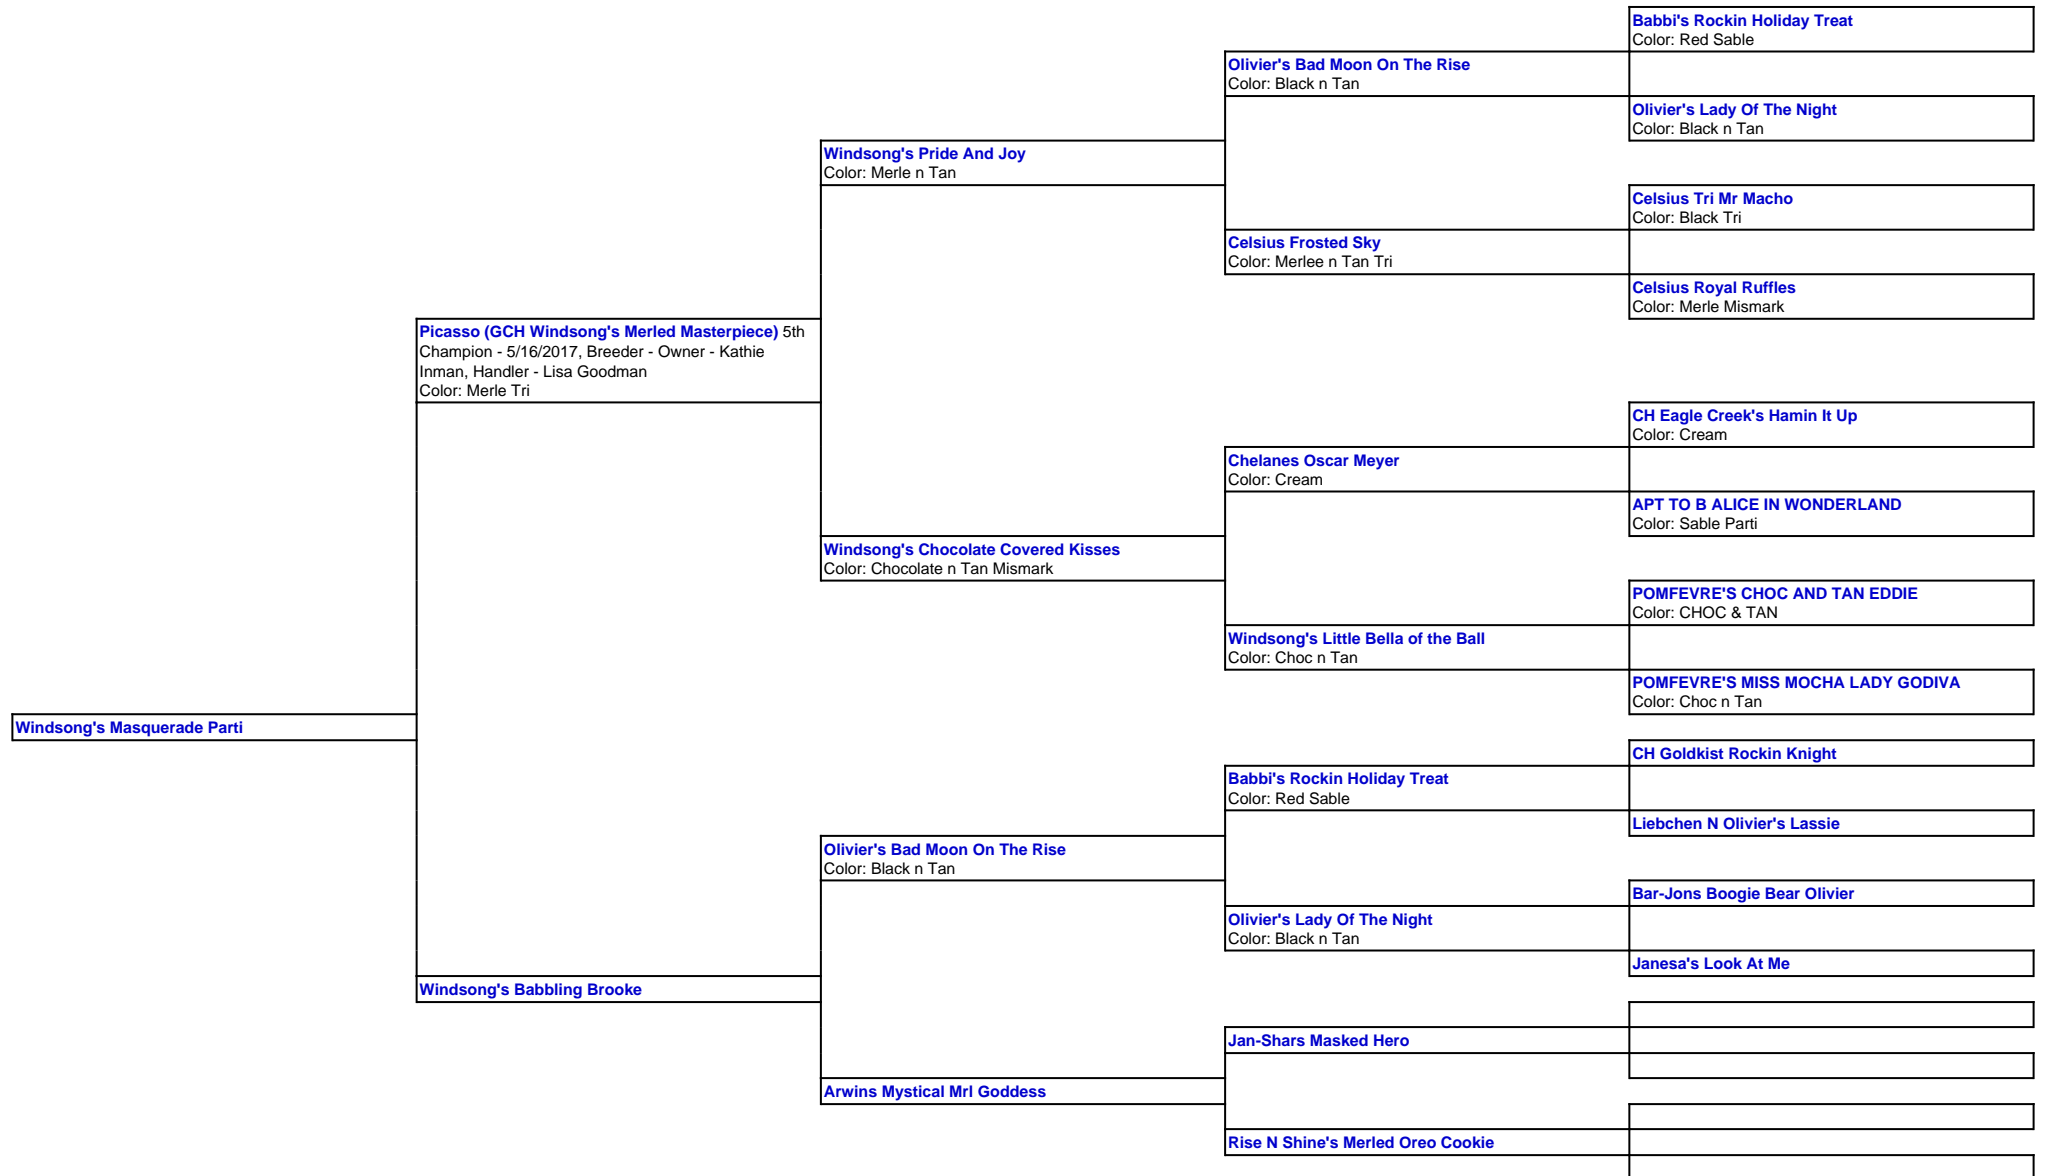 Babbi's Rockin Holiday Treat
Color: Red Sable
Olivier's Bad Moon On The Rise
Color: Black n Tan
Olivier's Lady Of The Night
Color: Black n Tan
Windsong's Pride And Joy
Color: Merle n Tan
Celsius Tri Mr Macho
Color: Black Tri
Celsius Frosted Sky
Color: Merlee n Tan Tri
Celsius Royal Ruffles
Color: Merle Mismark
Picasso (GCH Windsong's Merled Masterpiece) 5th
Champion - 5/16/2017, Breeder - Owner - Kathie
Inman, Handler - Lisa Goodman
Color: Merle Tri
CH Eagle Creek's Hamin It Up
Color: Cream
Chelanes Oscar Meyer
Color: Cream
APT TO B ALICE IN WONDERLAND
Color: Sable Parti
Windsong's Chocolate Covered Kisses
Color: Chocolate n Tan Mismark
POMFEVRE'S CHOC AND TAN EDDIE
Color: CHOC & TAN
Windsong's Little Bella of the Ball
Color: Choc n Tan
POMFEVRE'S MISS MOCHA LADY GODIVA
Color: Choc n Tan
Windsong's Masquerade Parti
CH Goldkist Rockin Knight
Babbi's Rockin Holiday Treat
Color: Red Sable
Liebchen N Olivier's Lassie
Olivier's Bad Moon On The Rise
Color: Black n Tan
Bar-Jons Boogie Bear Olivier
Olivier's Lady Of The Night
Color: Black n Tan
Janesa's Look At Me
Windsong's Babbling Brooke
Jan-Shars Masked Hero
Arwins Mystical Mrl Goddess
Rise N Shine's Merled Oreo Cookie